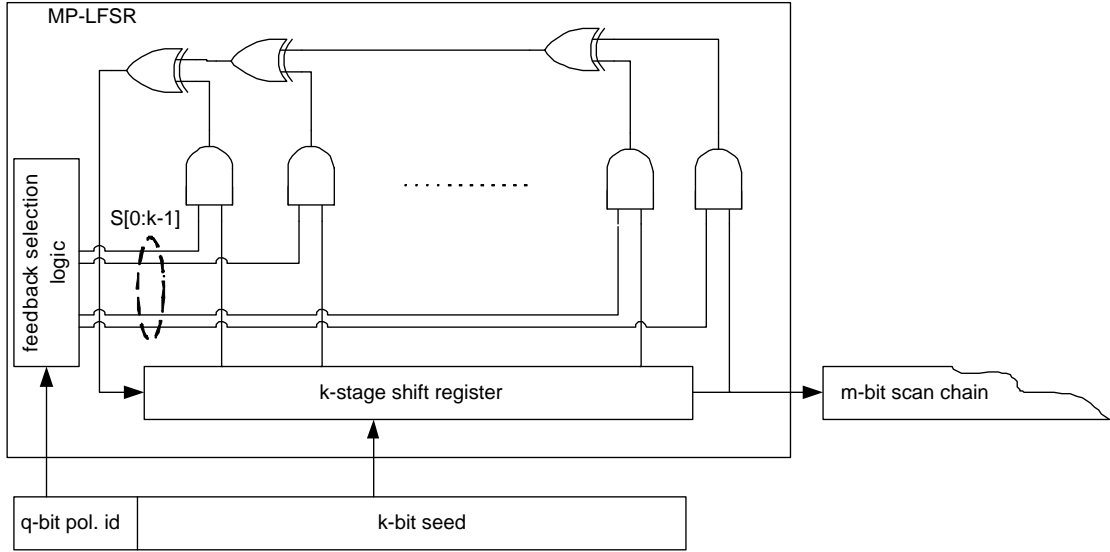 MP-LFSR
S[0:k-1]
feedback selection
logic
k-stage shift register
m-bit scan chain
q-bit pol. id
k-bit seed